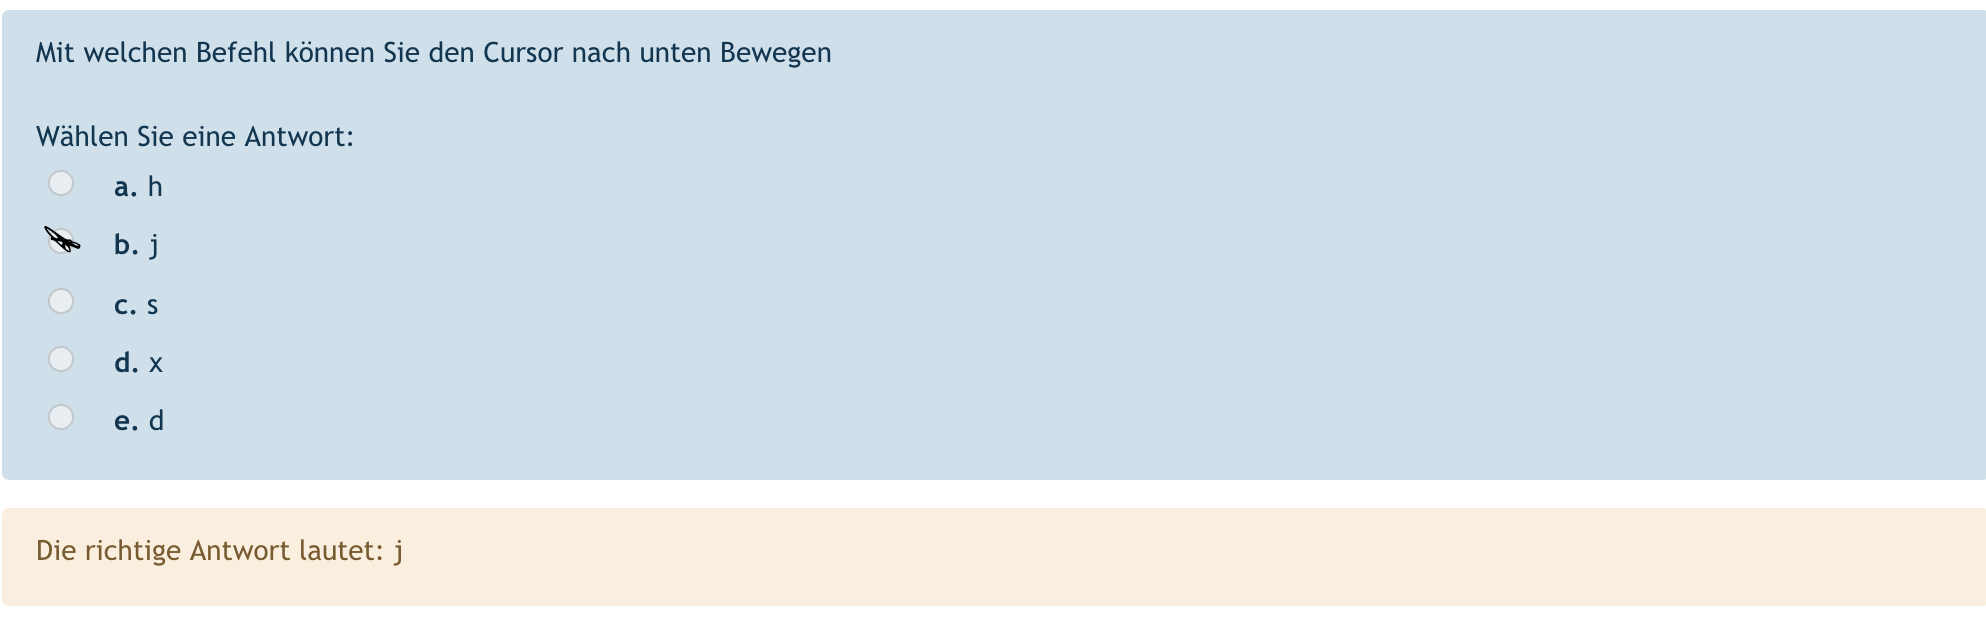 Mit welchen Befehl können Sie den Cursor nach unten Bewegen
Wählen Sie eine Antwort:
a. h
b. j
c. s
d. x
e. d
Die richtige Antwort lautet: j